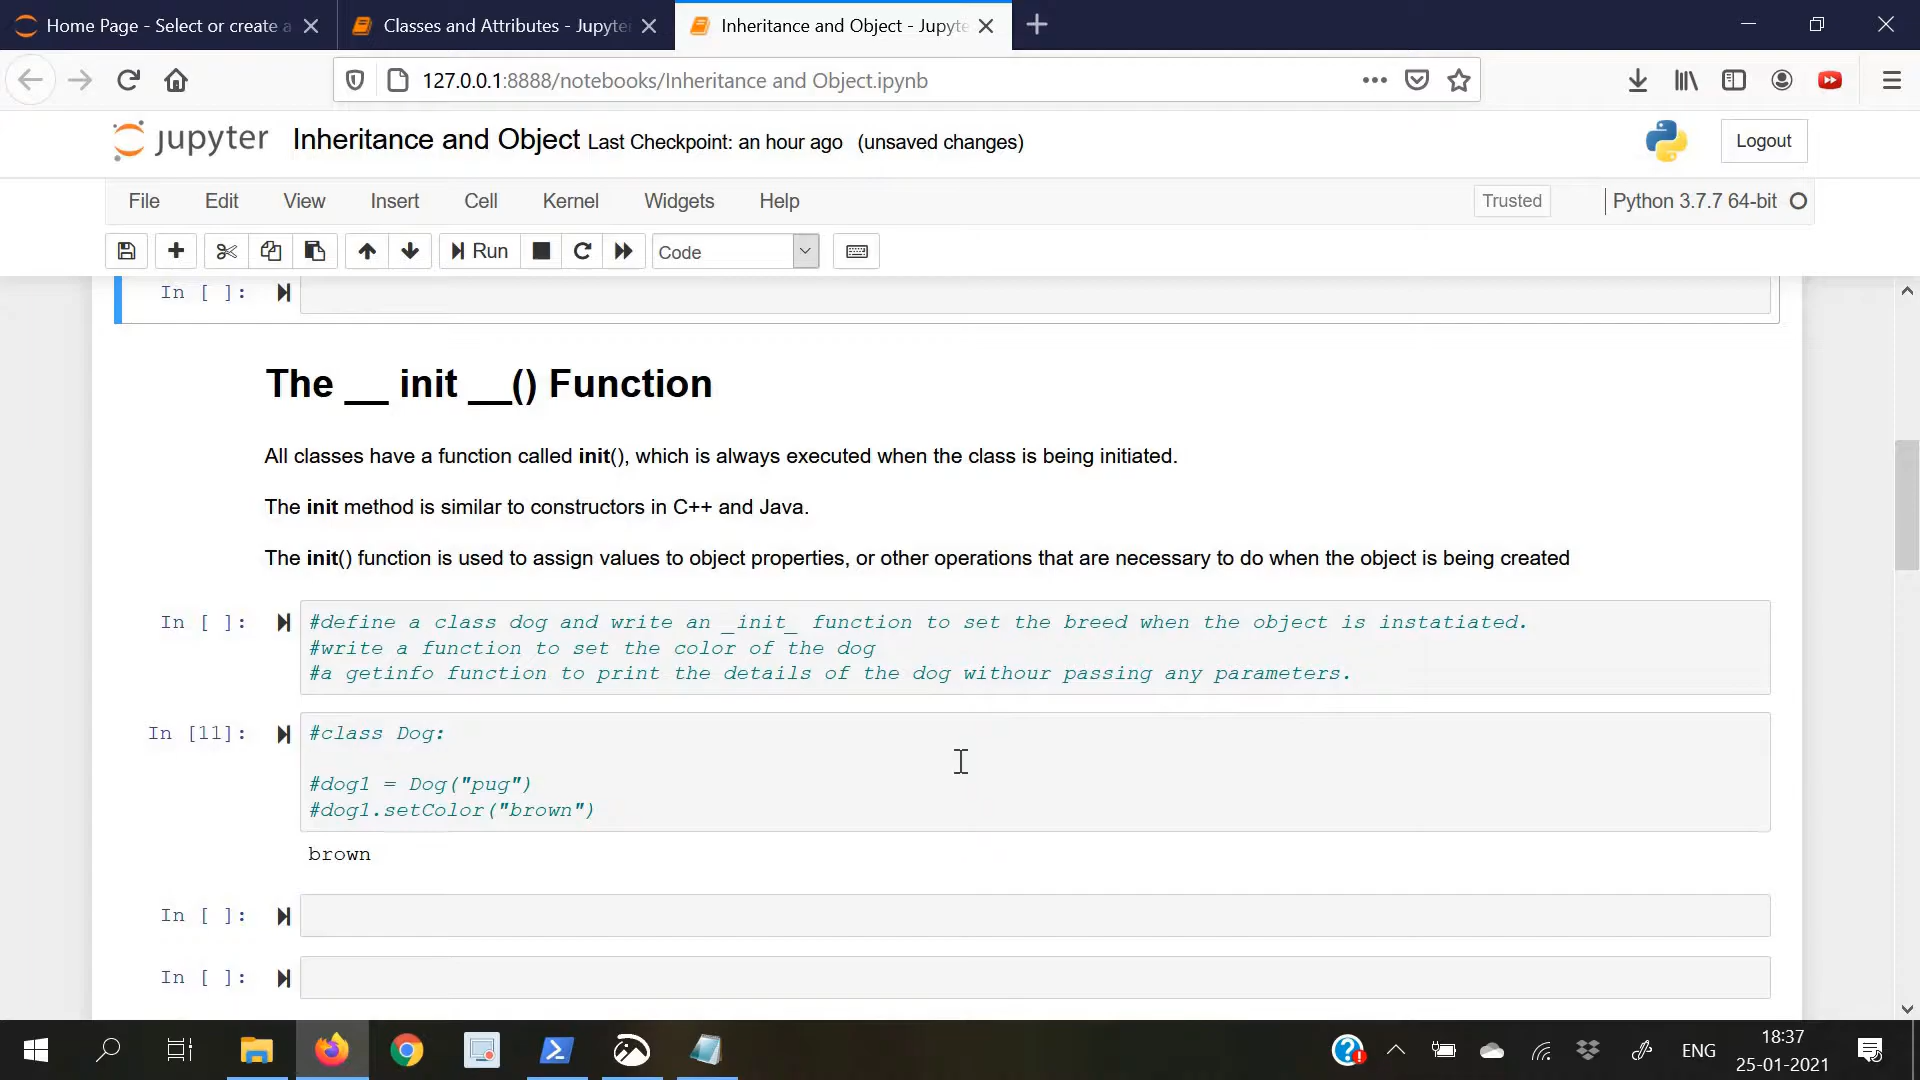 Home Page - Select or create a
Classes and Attributes - Jupyte
Inheritance and Object - Jupyte
127.0.0.1:8888/notebooks/Inheritance and Object.ipynb
jupyter Inheritance and Object Last Checkpoint: an hour ago (unsaved changes)
Logout
File Edit View Insert Cell Kernel Widgets Help
Trusted
Python 3.7.7 64-bit
Run
Code
In [ ]:
The __ init __() Function
All classes have a function called init(), which is always executed when the class is being initiated.
The init method is similar to constructors in C++ and Java.
The init() function is used to assign values to object properties, or other operations that are necessary to do when the object is being created
In [ ]:
#define a class dog and write an _init_ function to set the breed when the object is instatiated.
#write a function to set the color of the dog
#a getinfo function to print the details of the dog withour passing any parameters.
In [11]:
#class Dog:
#dog1 = Dog("pug")
#dog1.setColor("brown")
brown
In [ ]:
In [ ]:
ENG
18:37
25-01-2021